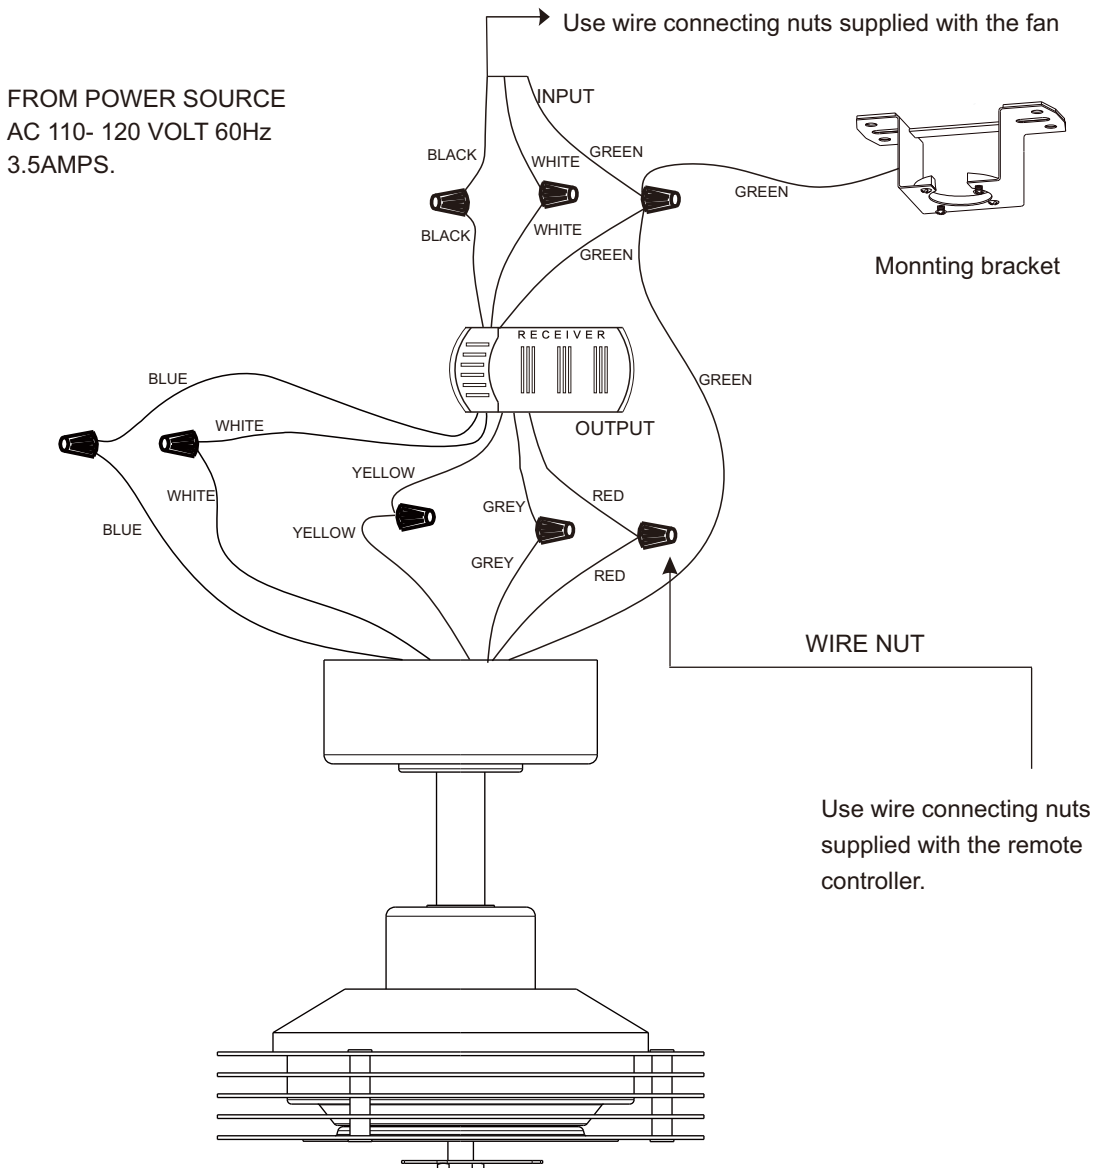 Use wire connecting nuts supplied with the fan
FROM POWER SOURCE
AC 110- 120 VOLT 60Hz
3.5AMPS.
INPUT
BLACK
WHITE
GREEN
GREEN
BLACK
WHITE
GREEN
Monnting bracket
RECEIVER
BLUE
GREEN
WHITE
OUTPUT
YELLOW
WHITE
GREY
RED
BLUE
YELLOW
GREY
RED
WIRE NUT
Use wire connecting nuts
supplied with the remote
controller.